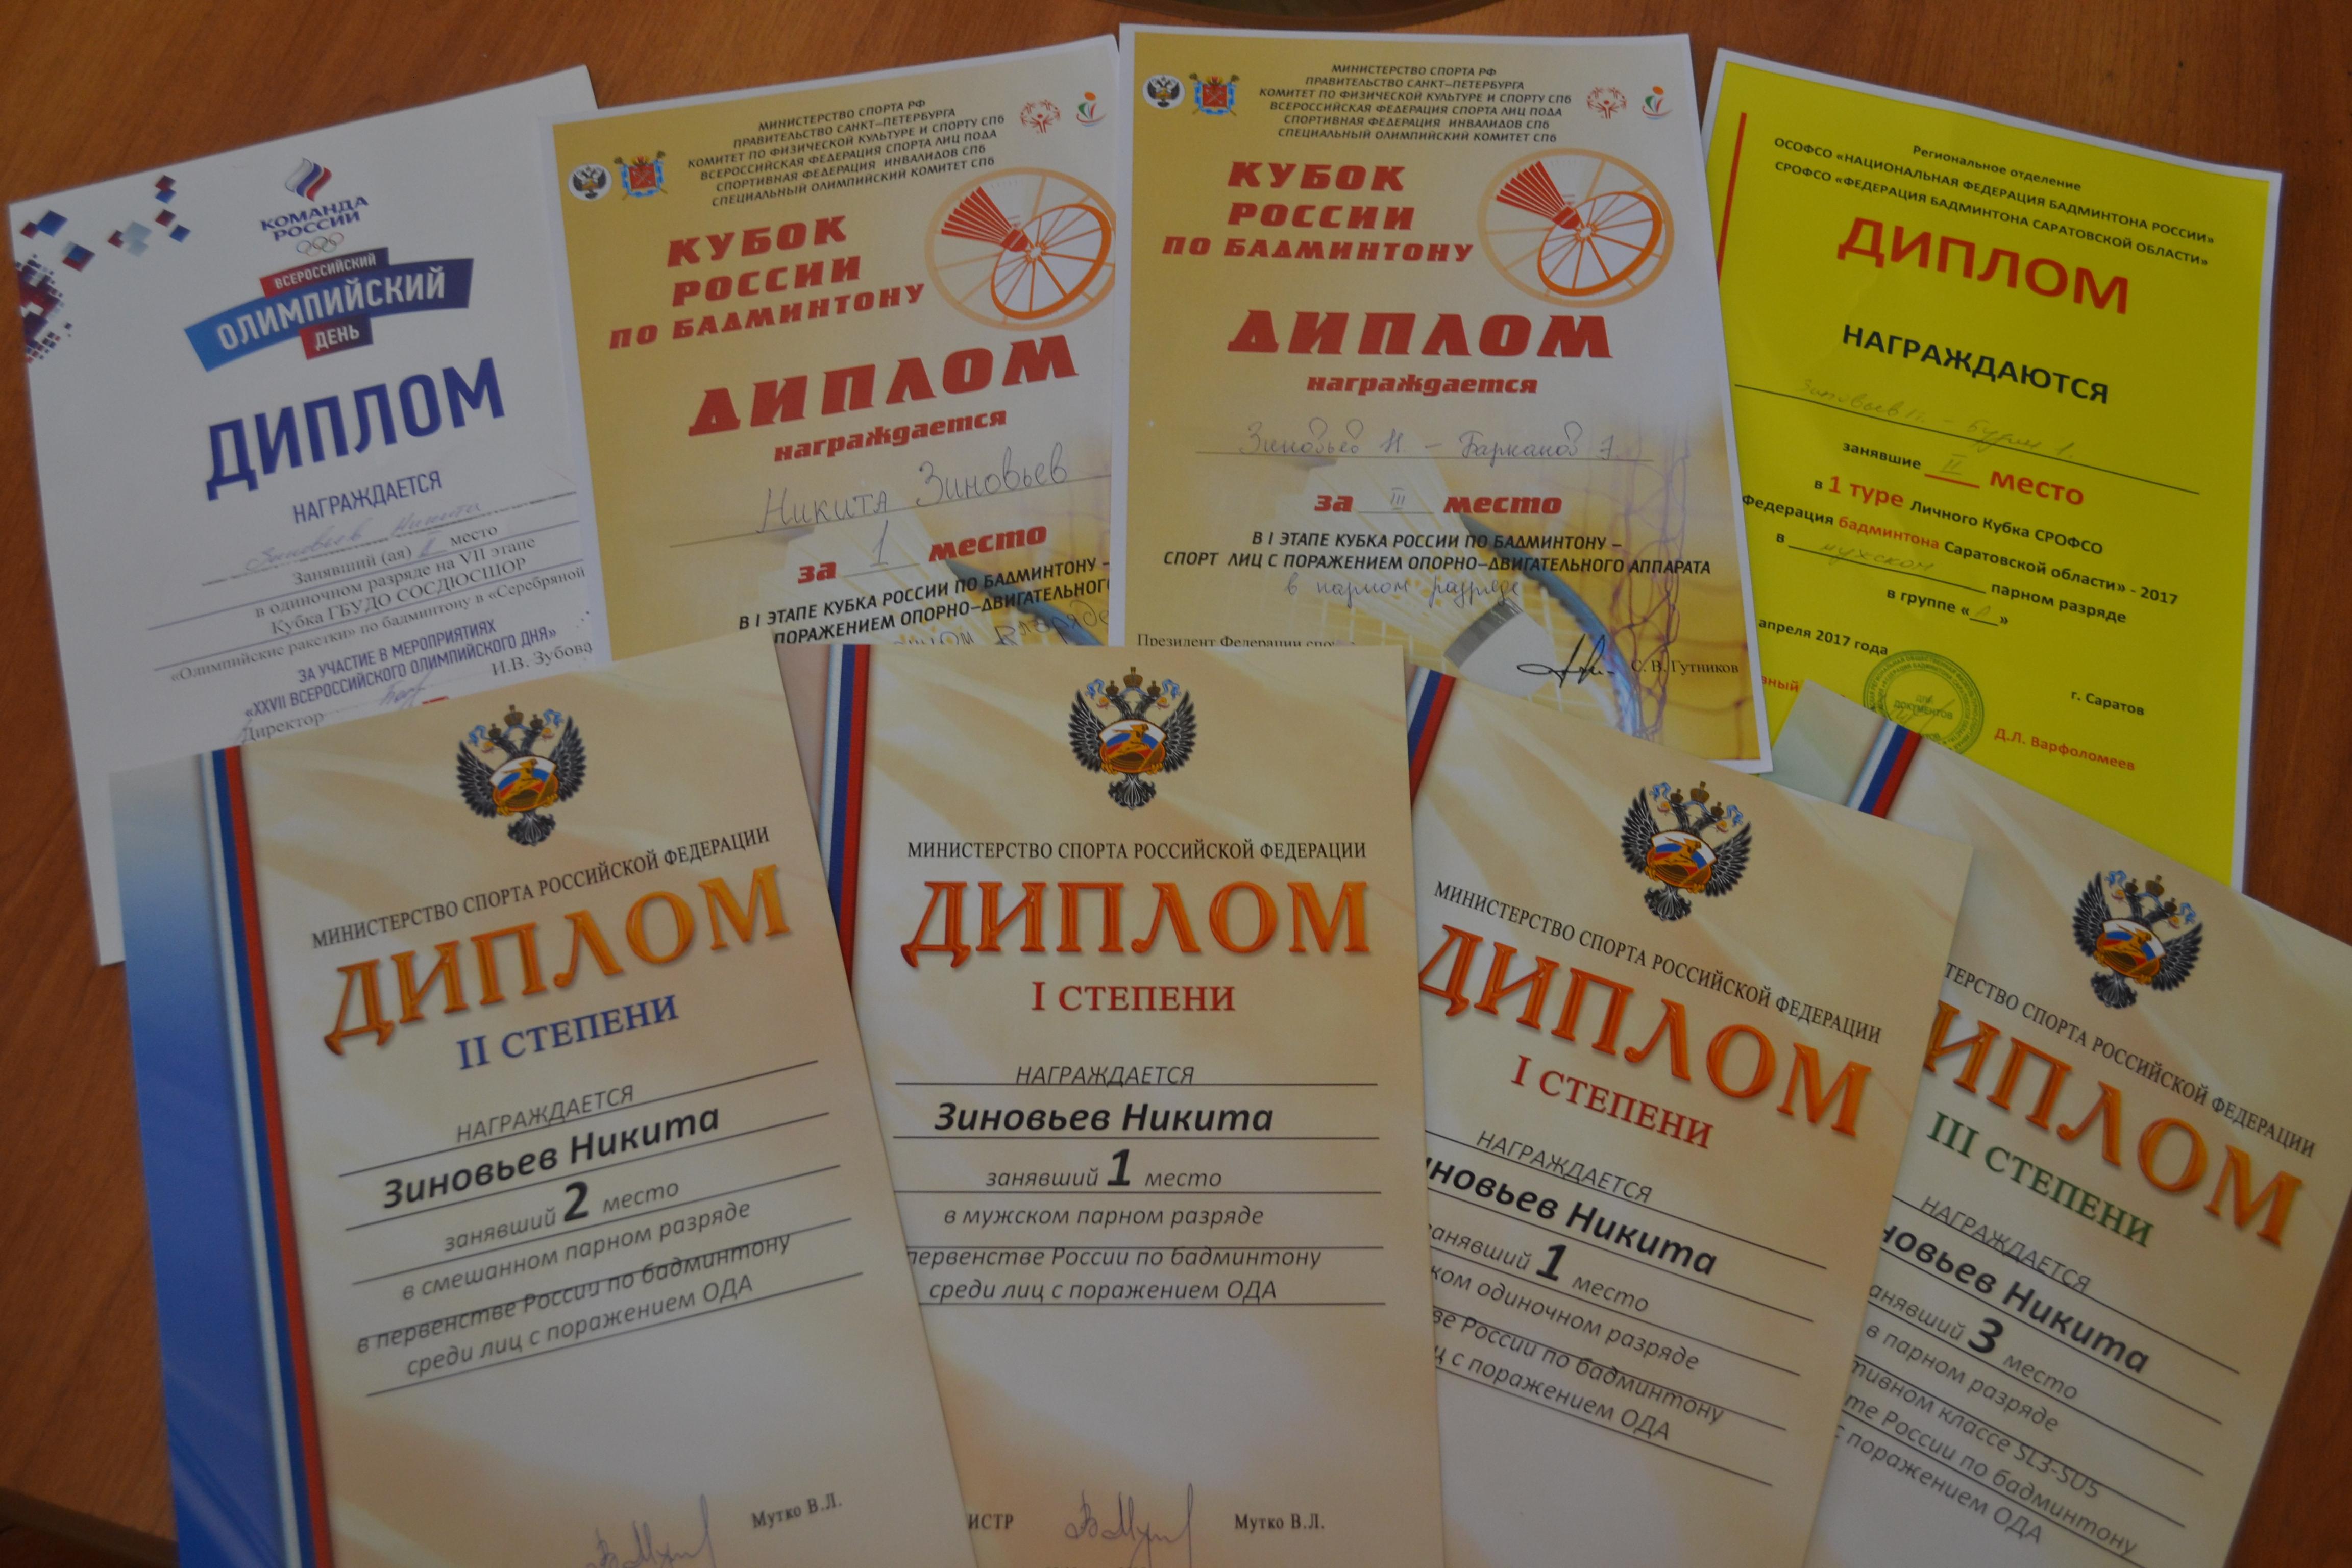 КОМАНДА
РОССИИ
ВСЕРОССИЙСКИЙ
ОЛИМПИЙСКИЙ
ДЕНЬ
ДИПЛОМ
НАГРАЖДАЕТСЯ
Зиновьев Никита
Занявший (ая) II место
в одиночном разряде на VII этапе
Кубка ГБУДО СОСДЮСШОР
«Олимпийские ракетки» по бадминтону в «Серебряной
ЗА УЧАСТИЕ В МЕРОПРИЯТИЯХ
«XXVII ВСЕРОССИЙСКОГО ОЛИМПИЙСКОГО ДНЯ»
Директор И.В. Зубова
МИНИСТЕРСТВО СПОРТА РФ
ПРАВИТЕЛЬСТВО САНКТ-ПЕТЕРБУРГА
КОМИТЕТ ПО ФИЗИЧЕСКОЙ КУЛЬТУРЕ И СПОРТУ СПб
ВСЕРОССИЙСКАЯ ФЕДЕРАЦИЯ СПОРТА ЛИЦ ПОДА
СПОРТИВНАЯ ФЕДЕРАЦИЯ ИНВАЛИДОВ СПб
СПЕЦИАЛЬНЫЙ ОЛИМПИЙСКИЙ КОМИТЕТ СПб
КУБОК
РОССИИ
ПО БАДМИНТОНУ
ДИПЛОМ
награждается
Никита Зиновьев
за 1 место
В I ЭТАПЕ КУБКА РОССИИ ПО БАДМИНТОНУ –
ПОРАЖЕНИЕМ ОПОРНО-ДВИГАТЕЛЬНОГО
разряде
МИНИСТЕРСТВО СПОРТА РФ
ПРАВИТЕЛЬСТВО САНКТ-ПЕТЕРБУРГА
КОМИТЕТ ПО ФИЗИЧЕСКОЙ КУЛЬТУРЕ И СПОРТУ СПб
ВСЕРОССИЙСКАЯ ФЕДЕРАЦИЯ СПОРТА ЛИЦ ПОДА
СПОРТИВНАЯ ФЕДЕРАЦИЯ ИНВАЛИДОВ СПб
СПЕЦИАЛЬНЫЙ ОЛИМПИЙСКИЙ КОМИТЕТ СПб
КУБОК
РОССИИ
ПО БАДМИНТОНУ
ДИПЛОМ
награждается
Зиновьев Н. –
за III место
В I ЭТАПЕ КУБКА РОССИИ ПО БАДМИНТОНУ –
СПОРТ ЛИЦ С ПОРАЖЕНИЕМ ОПОРНО-ДВИГАТЕЛЬНОГО АППАРАТА
в парном разряде
Президент Федерации
С. В. Гутников
Региональное отделение
ОСОФСО «НАЦИОНАЛЬНАЯ ФЕДЕРАЦИЯ БАДМИНТОНА РОССИИ»
СРОФСО «ФЕДЕРАЦИЯ БАДМИНТОНА САРАТОВСКОЙ ОБЛАСТИ»
ДИПЛОМ
НАГРАЖДАЮТСЯ
Зиновьев Н. –
занявшие II место
в 1 туре Личного Кубка СРОФСО
Федерация бадминтона Саратовской области» - 2017
в мужском парном разряде
в группе « »
апреля 2017 года
г. Саратов
ДЛЯ
ДОКУМЕНТОВ
Д.Л. Варфоломеев
МИНИСТЕРСТВО СПОРТА РОССИЙСКОЙ ФЕДЕРАЦИИ
ДИПЛОМ
II СТЕПЕНИ
НАГРАЖДАЕТСЯ
Зиновьев Никита
занявший 2 место
в смешанном парном разряде
в первенстве России по бадминтону
среди лиц с поражением ОДА
Мутко В.Л.
МИНИСТЕРСТВО СПОРТА РОССИЙСКОЙ ФЕДЕРАЦИИ
ДИПЛОМ
I СТЕПЕНИ
НАГРАЖДАЕТСЯ
Зиновьев Никита
занявший 1 место
в мужском парном разряде
первенстве России по бадминтону
среди лиц с поражением ОДА
ИСТР Мутко В.Л.
МИНИСТЕРСТВО СПОРТА РОССИЙСКОЙ ФЕДЕРАЦИИ
ДИПЛОМ
I СТЕПЕНИ
НАГРАЖДАЕТСЯ
иновьев Никита
занявший 1 место
ком одиночном разряде
ве России по бадминтону
ц с поражением ОДА
ТЕРСТВО СПОРТА РОССИЙСКОЙ ФЕДЕРАЦИИ
ИПЛОМ
III СТЕПЕНИ
НАГРАЖДАЕТСЯ
новьев Никита
анявший 3 место
в парном разряде
тивном классе SL3-SU5
те России по бадминтону
с поражением ОДА